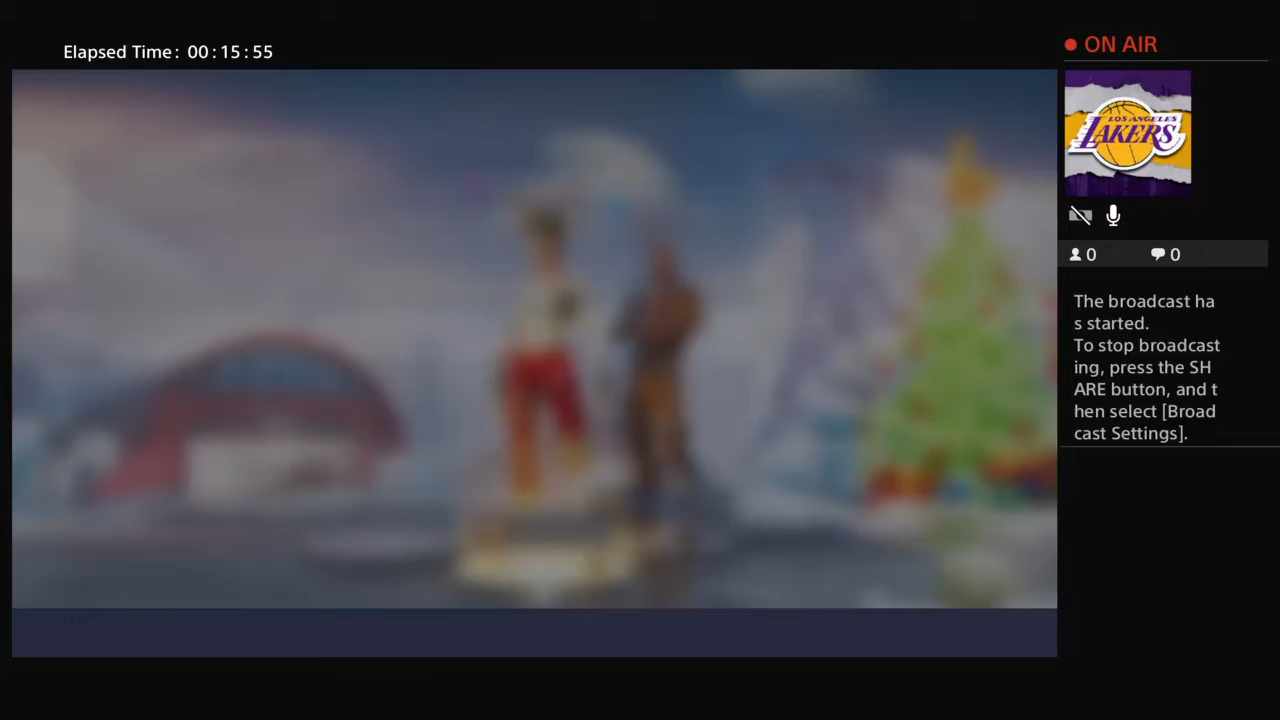 Elapsed Time: 00:15:55
ON AIR
LOS ANGELES
LAKERS
0 0
The broadcast ha
s started.
To stop broadcast
ing, press the SH
ARE button, and t
hen select [Broad
cast Settings].